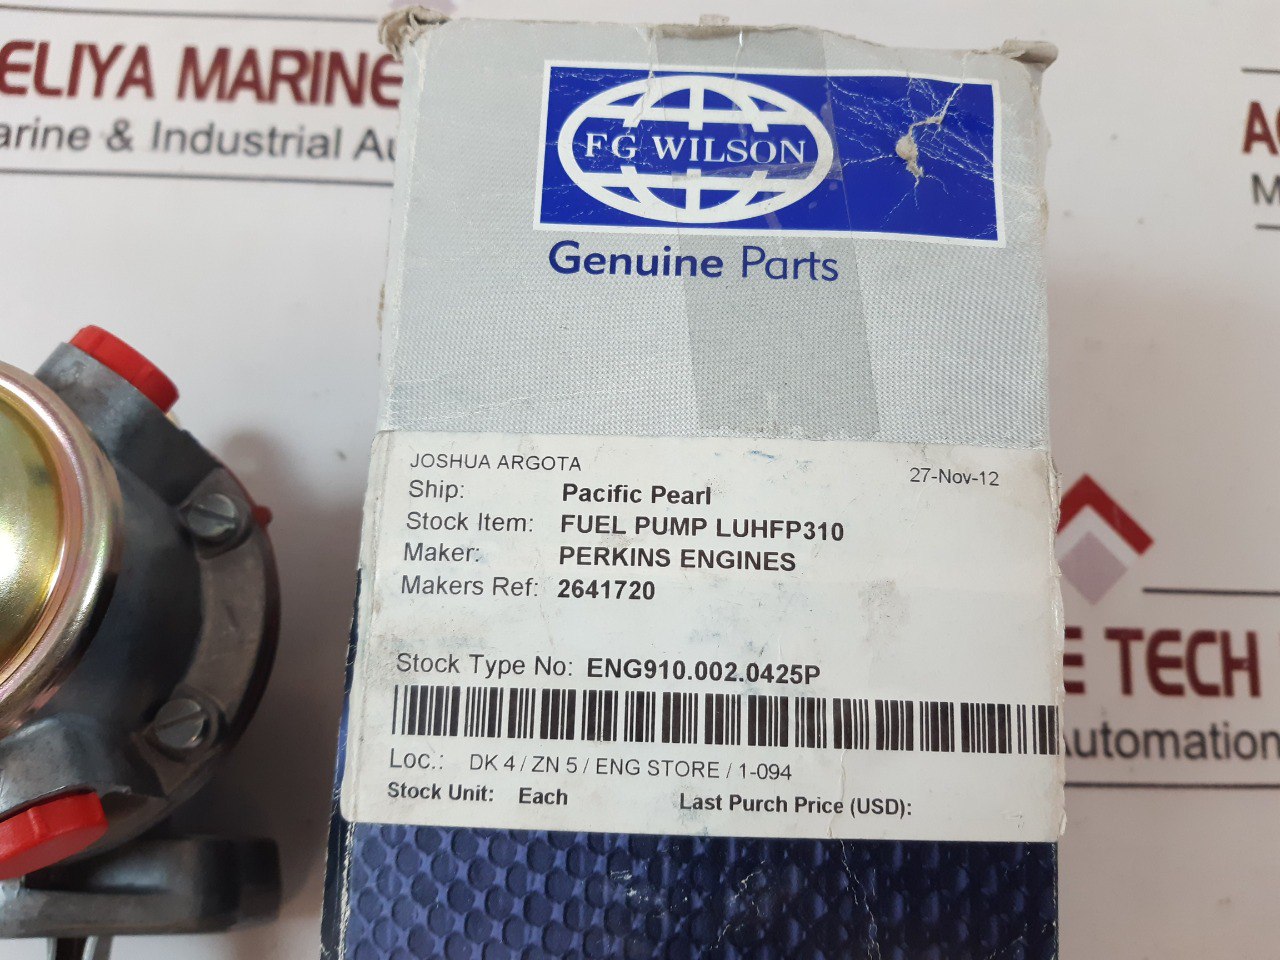 ELIYA MARINE
arine & Industrial Au
FG WILSON
Genuine Parts
A
M
JOSHUA ARGOTA 27-Nov-12
Ship: Pacific Pearl
Stock Item: FUEL PUMP LUHFP310
Maker: PERKINS ENGINES
Makers Ref: 2641720
Stock Type No: ENG910.002.0425P
Loc.: DK 4 / ZN 5 / ENG STORE / 1-094
Stock Unit: Each Last Purch Price (USD):
E TECH
Automation